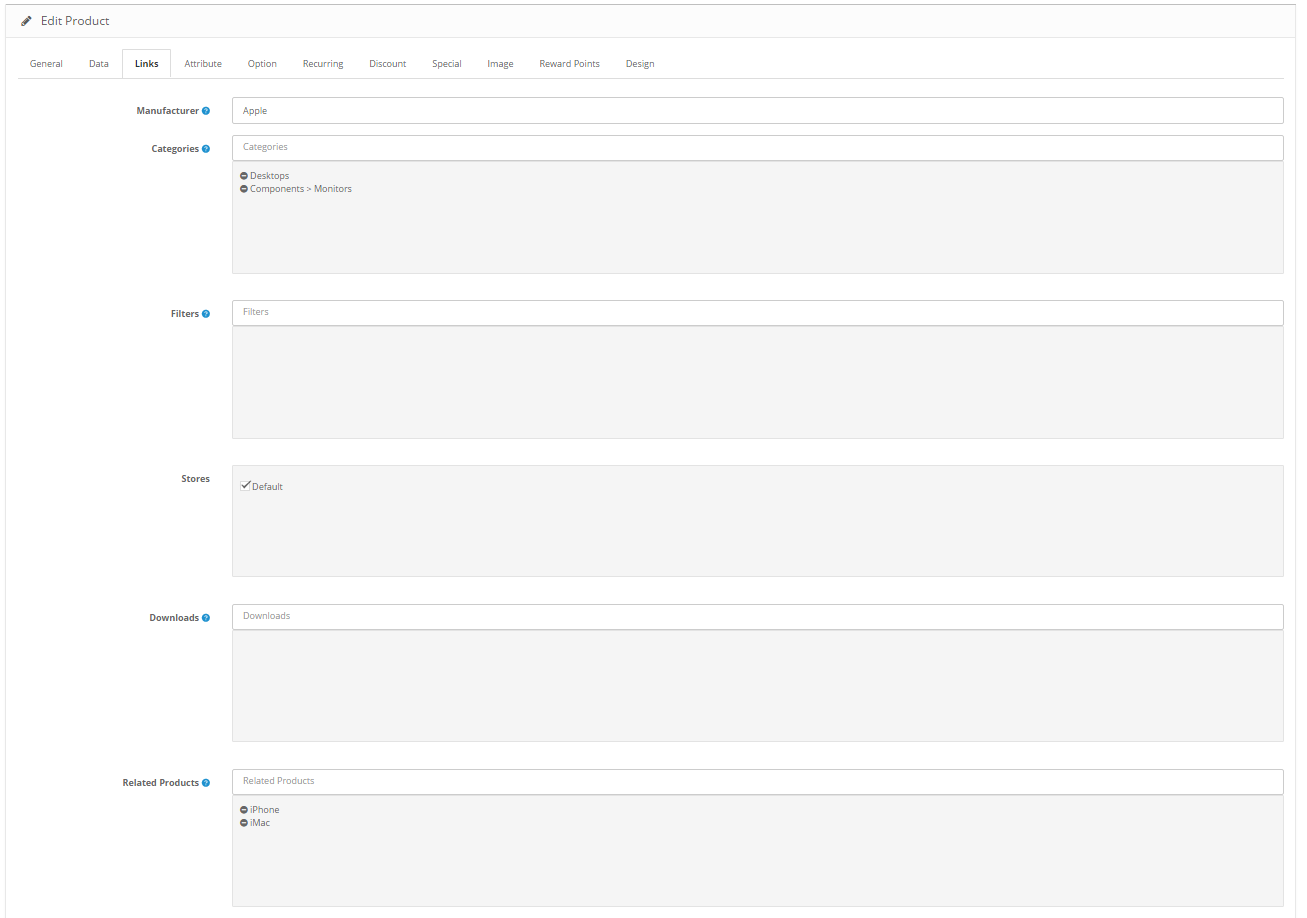 Edit Product
General Data Links Attribute Option Recurring Discount Special Image Reward Points Design
Manufacturer ? Apple
Categories ? Categories
Desktops
Components > Monitors
Filters ? Filters
Stores
Default
Downloads ? Downloads
Related Products ? Related Products
iPhone
iMac